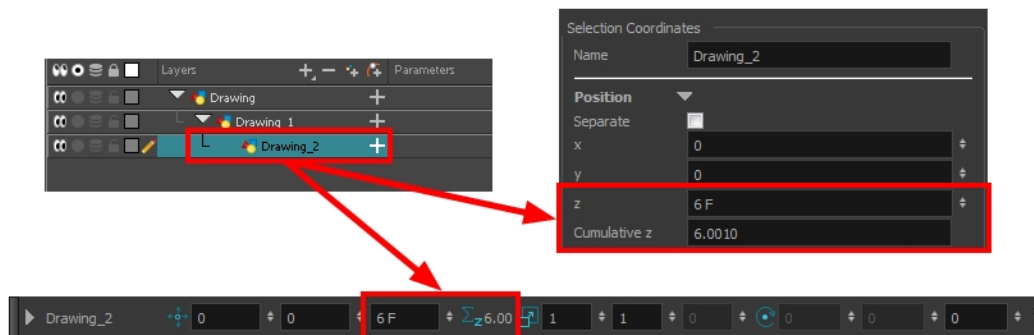 Layers Parameters
Drawing
Drawing_1
Drawing_2
Selection Coordinates
Name Drawing_2
Position
Separate
x 0
y 0
z 6 F
Cumulative z 6.0010
Drawing_2 0 0 6 F Σz6.00 1 1 0 0 0 0